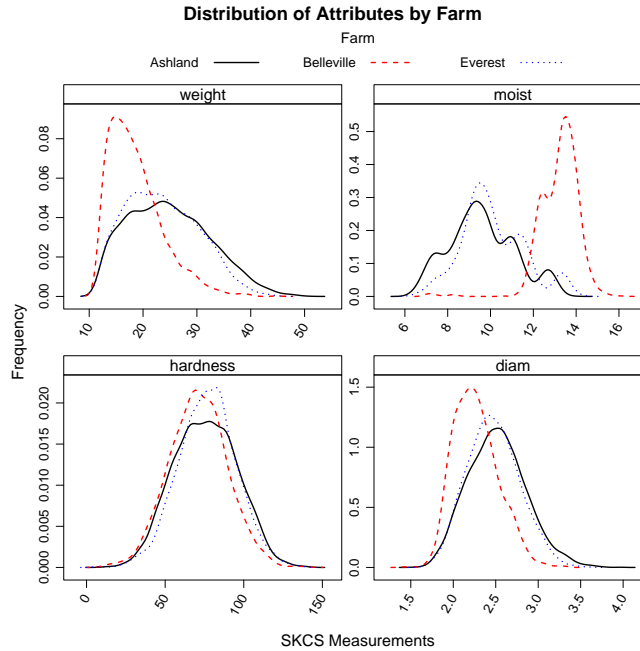 Distribution of Attributes by Farm
Farm
Ashland Belleville Everest
weight moist
0.00 0.02 0.04 0.06 0.08
10 20 30 40 50
0.0 0.1 0.2 0.3 0.4 0.5
6 8 10 12 14 16
Frequency
hardness diam
0.000 0.005 0.010 0.015 0.020
0 50 100 150
0.0 0.5 1.0 1.5
1.5 2.0 2.5 3.0 3.5 4.0
SKCS Measurements